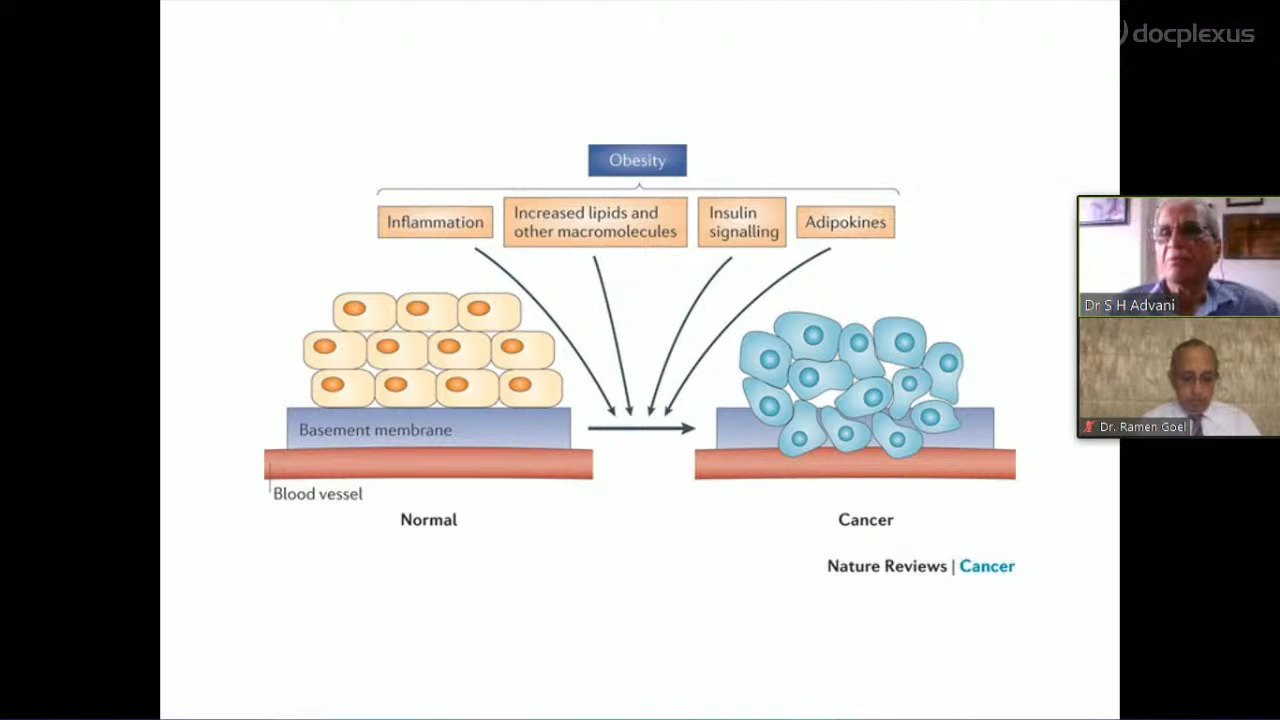 docplexus
Obesity
Inflammation
Increased lipids and
other macromolecules
Insulin
signalling
Adipokines
Dr S H Advani
Dr. Ramen Goel
Basement membrane
Blood vessel
Normal
Cancer
Nature Reviews | Cancer